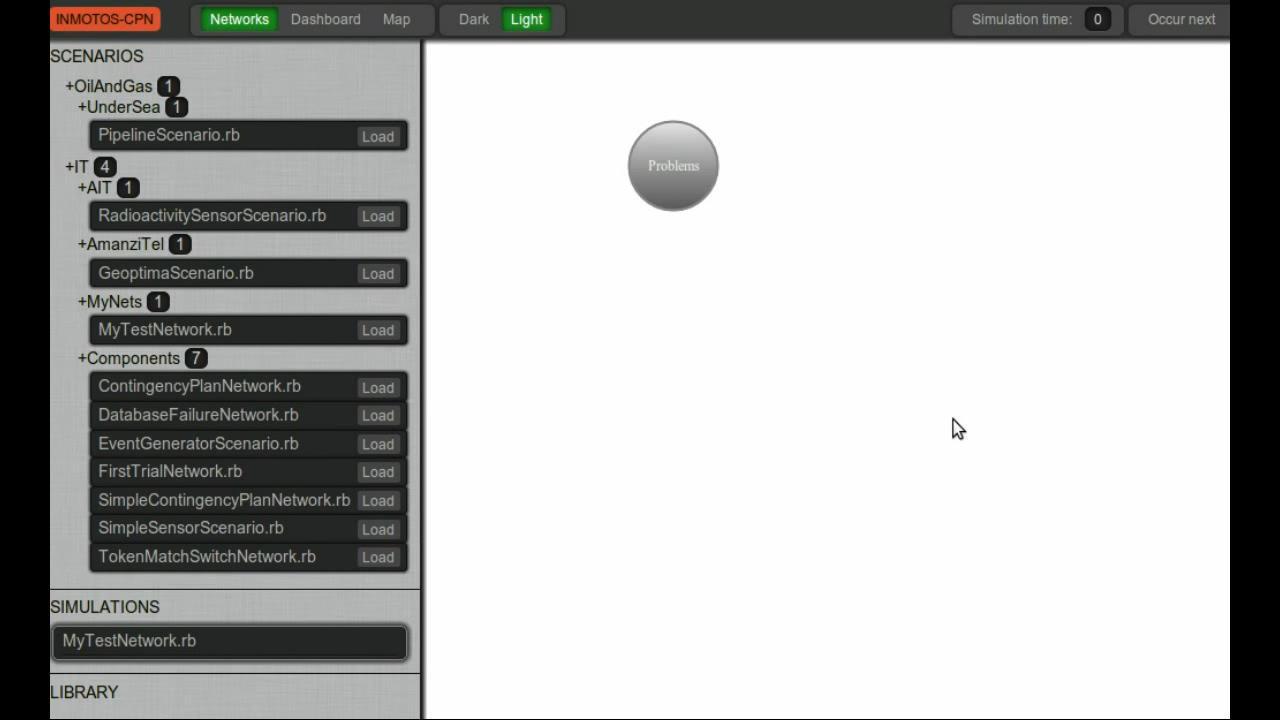 INMOTOS-CPN Networks Dashboard Map Dark Light Simulation time: 0 Occur next
SCENARIOS
+OilAndGas 1
+UnderSea 1
PipelineScenario.rb Load
+IT 4
+AIT 1
RadioactivitySensorScenario.rb Load
+AmanziTel 1
GeoptimaScenario.rb Load
+MyNets 1
MyTestNetwork.rb Load
+Components 7
ContingencyPlanNetwork.rb Load
DatabaseFailureNetwork.rb Load
EventGeneratorScenario.rb Load
FirstTrialNetwork.rb Load
SimpleContingencyPlanNetwork.rb Load
SimpleSensorScenario.rb Load
TokenMatchSwitchNetwork.rb Load
SIMULATIONS
MyTestNetwork.rb
LIBRARY
Problems